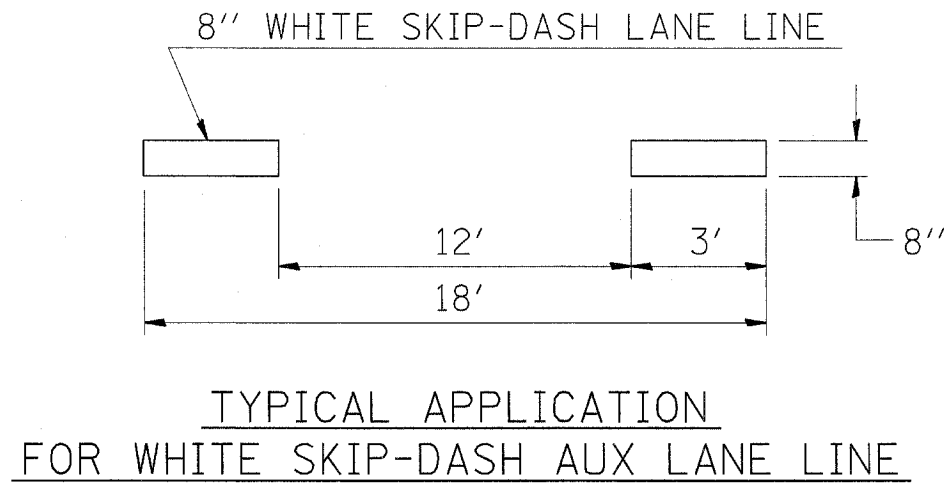 8" WHITE SKIP-DASH LANE LINE
12'
3'
8"
18'
TYPICAL APPLICATION
FOR WHITE SKIP-DASH AUX LANE LINE